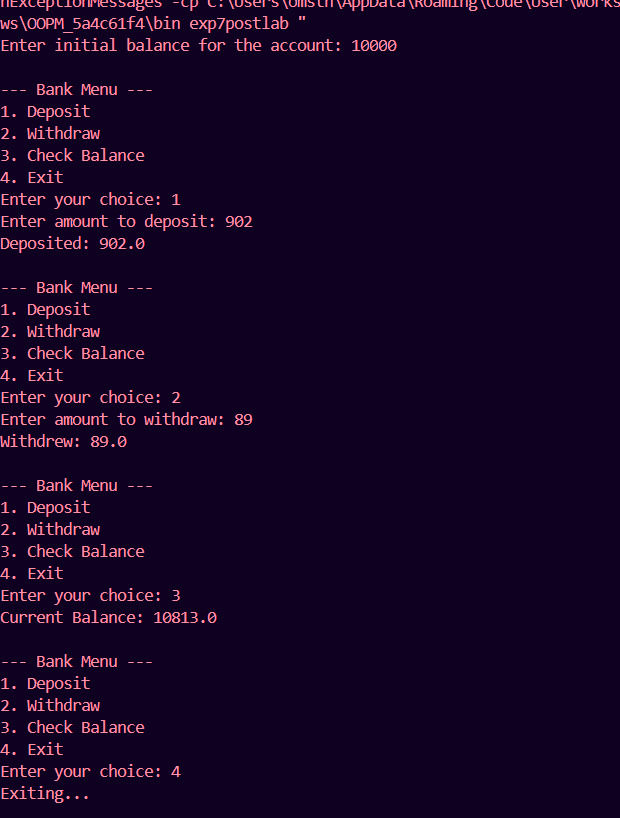 nExceptionMessages -cp C:\Users\omsth\AppData\Roaming\Code\User\works
ws\OOPM_5a4c61f4\bin exp7postlab "
Enter initial balance for the account: 10000
--- Bank Menu ---
1. Deposit
2. Withdraw
3. Check Balance
4. Exit
Enter your choice: 1
Enter amount to deposit: 902
Deposited: 902.0
--- Bank Menu ---
1. Deposit
2. Withdraw
3. Check Balance
4. Exit
Enter your choice: 2
Enter amount to withdraw: 89
Withdrew: 89.0
--- Bank Menu ---
1. Deposit
2. Withdraw
3. Check Balance
4. Exit
Enter your choice: 3
Current Balance: 10813.0
--- Bank Menu ---
1. Deposit
2. Withdraw
3. Check Balance
4. Exit
Enter your choice: 4
Exiting...